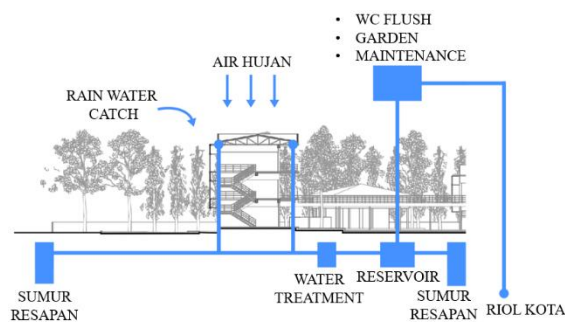 • WC FLUSH
• GARDEN
• MAINTENANCE
AIR HUJAN
RAIN WATER
CATCH
SUMUR
RESAPAN
WATER
TREATMENT
RESERVOIR
SUMUR
RESAPAN
RIOL KOTA